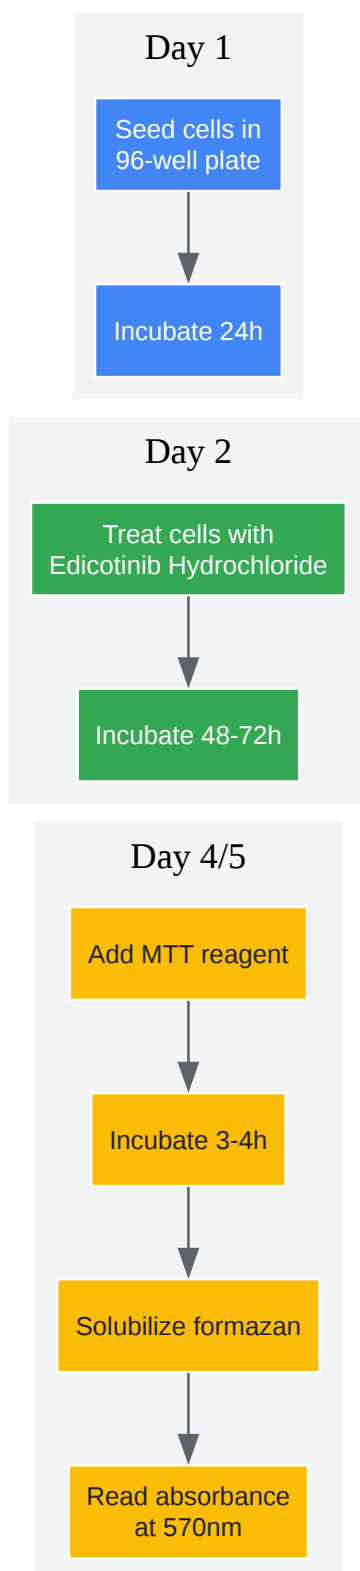 Day 1
Seed cells in
96-well plate
Incubate 24h
Day 2
Treat cells with
Edicotinib Hydrochloride
Incubate 48-72h
Day 4/5
Add MTT reagent
Incubate 3-4h
Solubilize formazan
Read absorbance
at 570nm